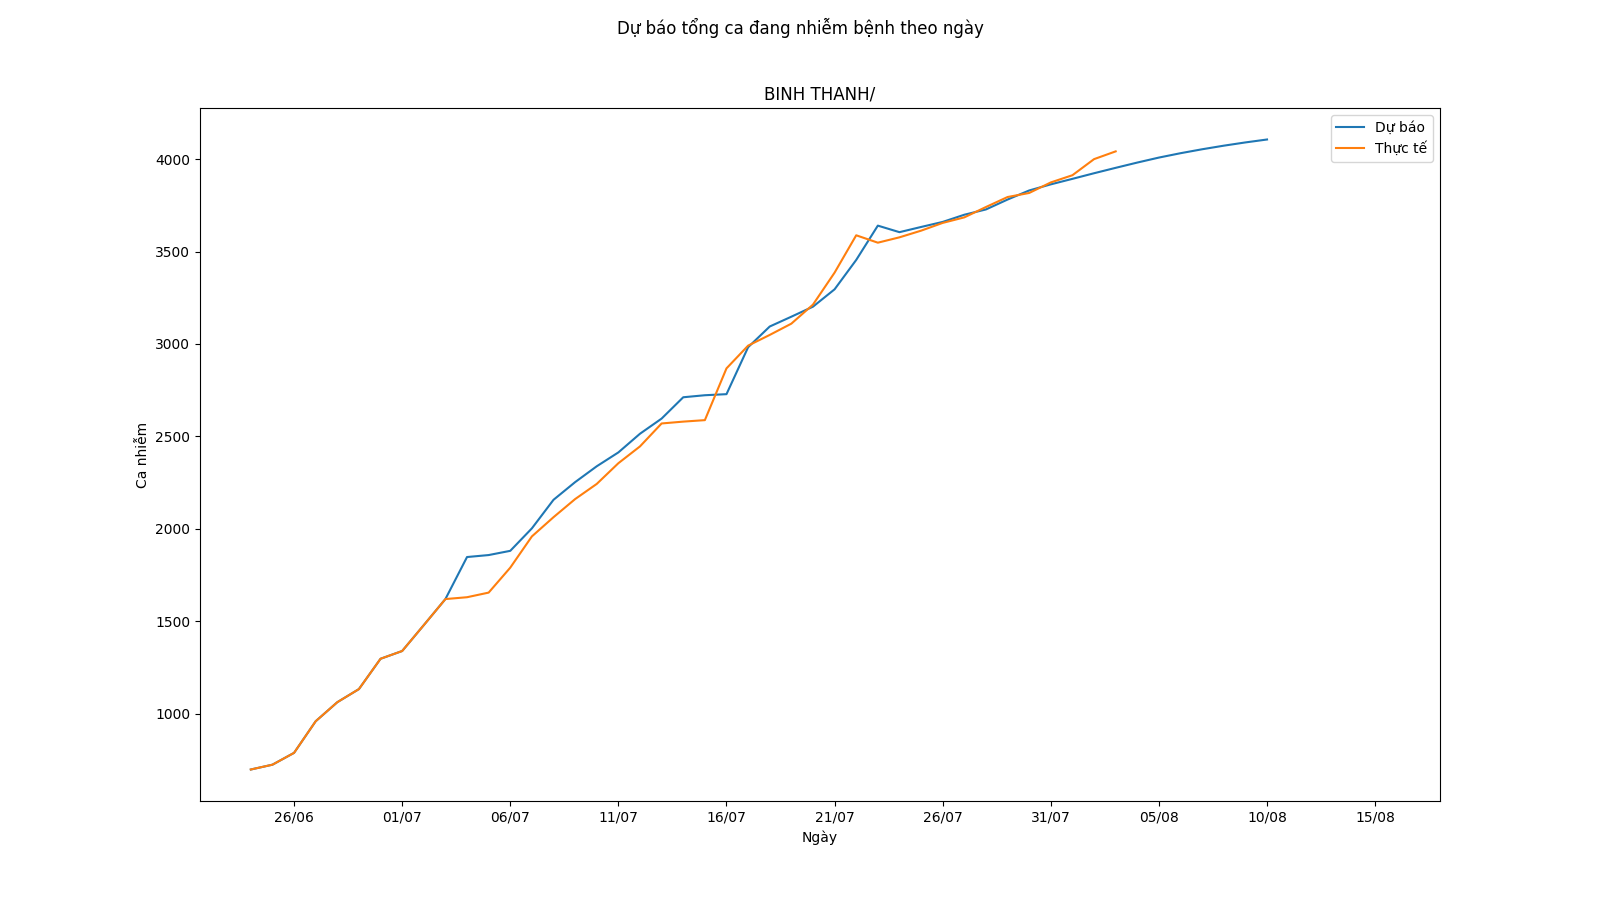 Dự báo tổng ca đang nhiễm bệnh theo ngày
BINH THANH/
Dự báo
Thực tế
4000
3500
3000
2500
2000
1500
1000
Ca nhiễm
26/06 01/07 06/07 11/07 16/07 21/07 26/07 31/07 05/08 10/08 15/08
Ngày